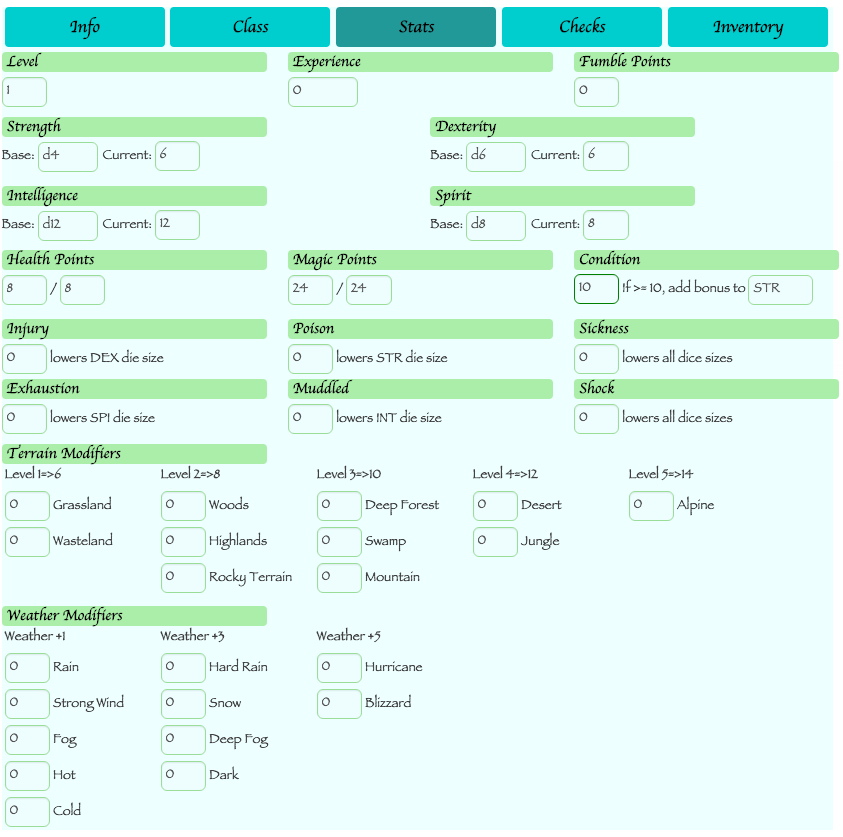 Info Class Stats Checks Inventory
Level Experience Fumble Points
1 0 0
Strength Dexterity
Base: d4 Current: 6 Base: d6 Current: 6
Intelligence Spirit
Base: d12 Current: 12 Base: d8 Current: 8
Health Points Magic Points Condition
8 / 8 24 / 24 10 If >= 10, add bonus to STR
Injury Poison Sickness
0 lowers DEX die size 0 lowers STR die size 0 lowers all dice sizes
Exhaustion Muddled Shock
0 lowers SPI die size 0 lowers INT die size 0 lowers all dice sizes
Terrain Modifiers
Level 1=>6 Level 2=>8 Level 3=>10 Level 4=>12 Level 5=>14
0 Grassland 0 Woods 0 Deep Forest 0 Desert 0 Alpine
0 Wasteland 0 Highlands 0 Swamp 0 Jungle
0 Rocky Terrain 0 Mountain
Weather Modifiers
Weather +1 Weather +3 Weather +5
0 Rain 0 Hard Rain 0 Hurricane
0 Strong Wind 0 Snow 0 Blizzard
0 Fog 0 Deep Fog
0 Hot 0 Dark
0 Cold